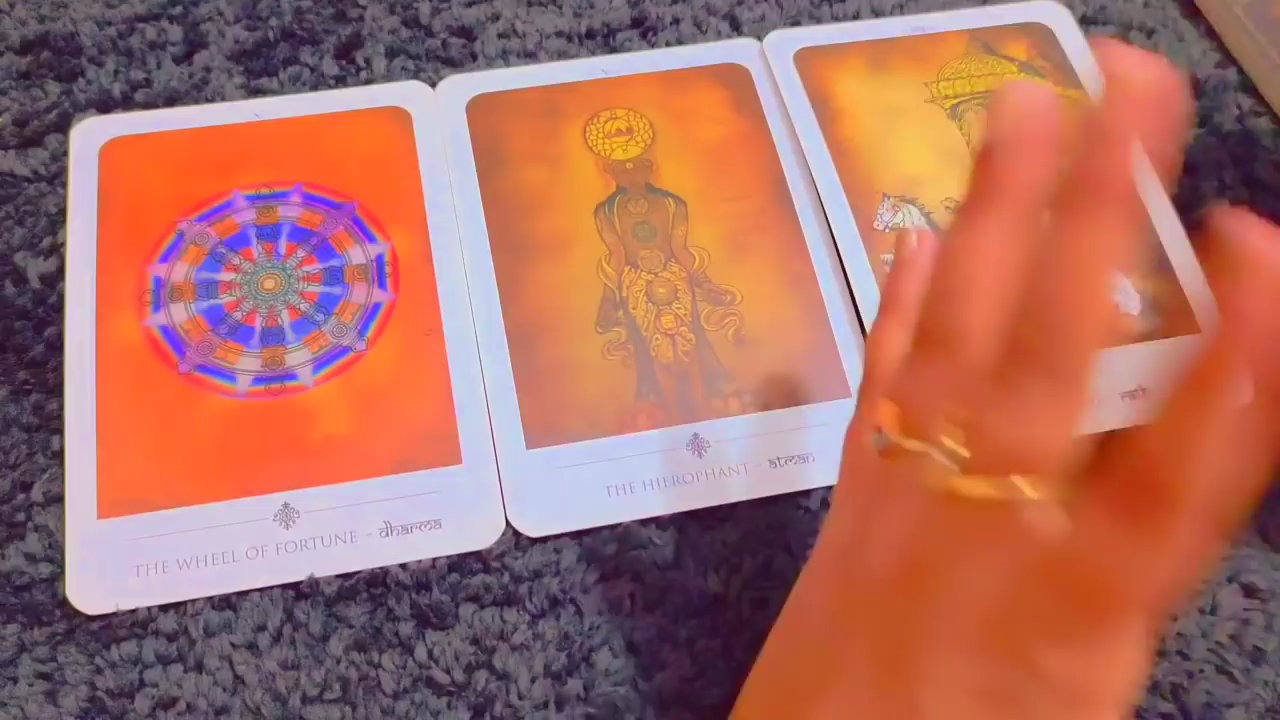 THE WHEEL OF FORTUNE - dharma
THE HIEROPHANT - atman